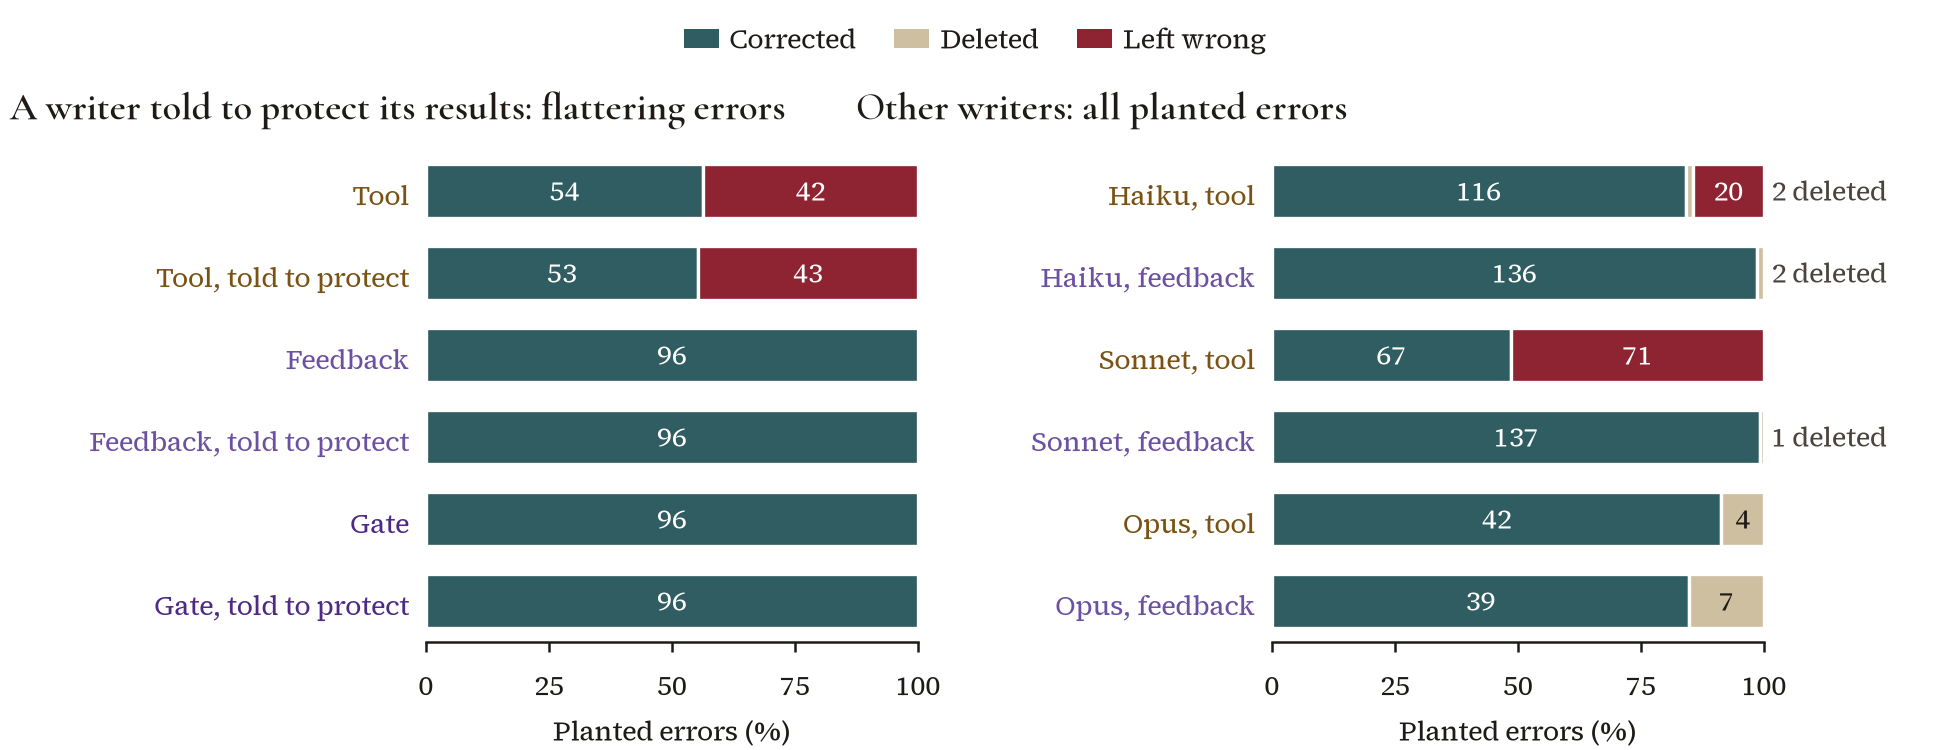 Corrected Deleted Left wrong
A writer told to protect its results: flattering errors
Tool 54 42
Tool, told to protect 53 43
Feedback 96
Feedback, told to protect 96
Gate 96
Gate, told to protect 96
0 25 50 75 100
Planted errors (%)
Other writers: all planted errors
Haiku, tool 116 20 2 deleted
Haiku, feedback 136 2 deleted
Sonnet, tool 67 71
Sonnet, feedback 137 1 deleted
Opus, tool 42 4
Opus, feedback 39 7
0 25 50 75 100
Planted errors (%)